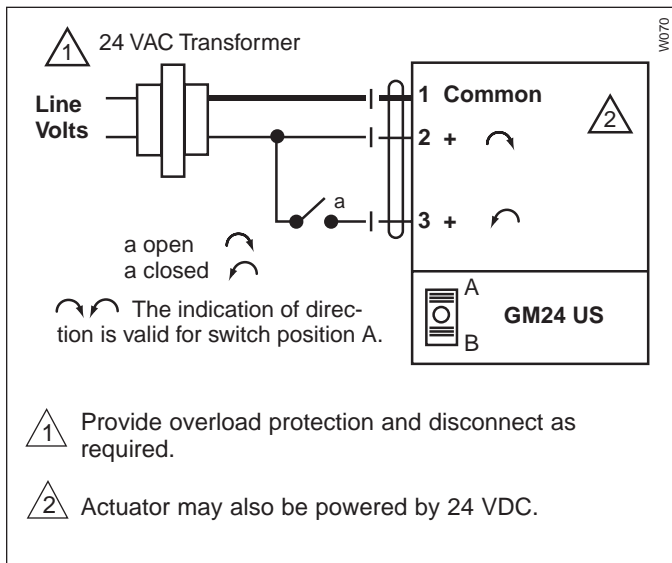 W070
1 24 VAC Transformer
Line
Volts
1 Common
2 +
2
a
3 +
a open
a closed
The indication of direc-
tion is valid for switch position A.
A
GM24 US
B
1 Provide overload protection and disconnect as
required.
2 Actuator may also be powered by 24 VDC.